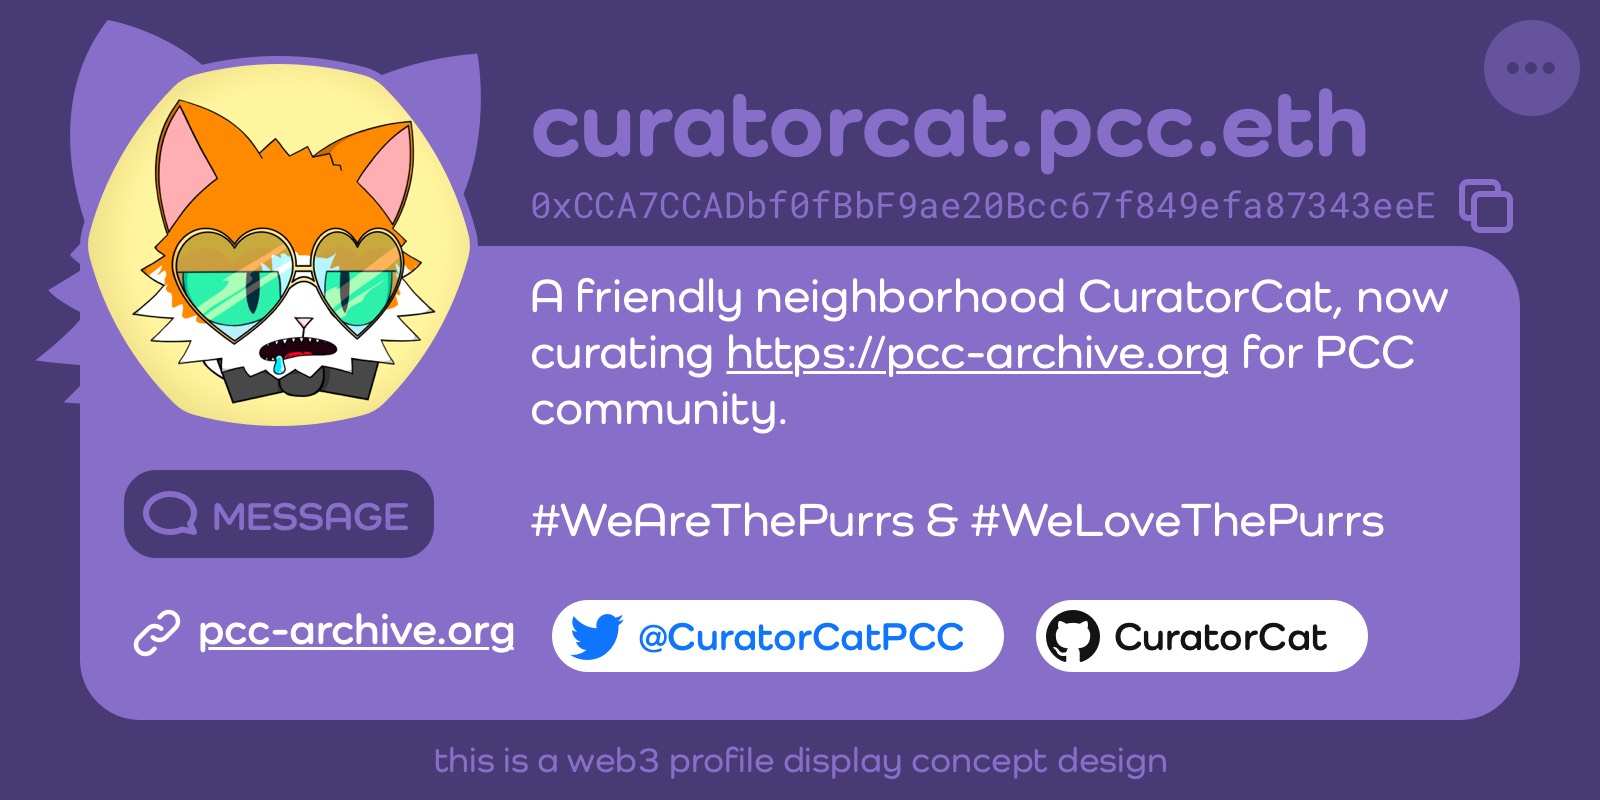 curatorcat.pcc.eth
0xCCA7CCADbf0fBbF9ae20Bcc67f849efa87343eeE
A friendly neighborhood CuratorCat, now
curating https://pcc-archive.org for PCC
community.
MESSAGE
#WeAreThePurrs & #WeLoveThePurrs
pcc-archive.org
@CuratorCatPCC
CuratorCat
this is a web3 profile display concept design